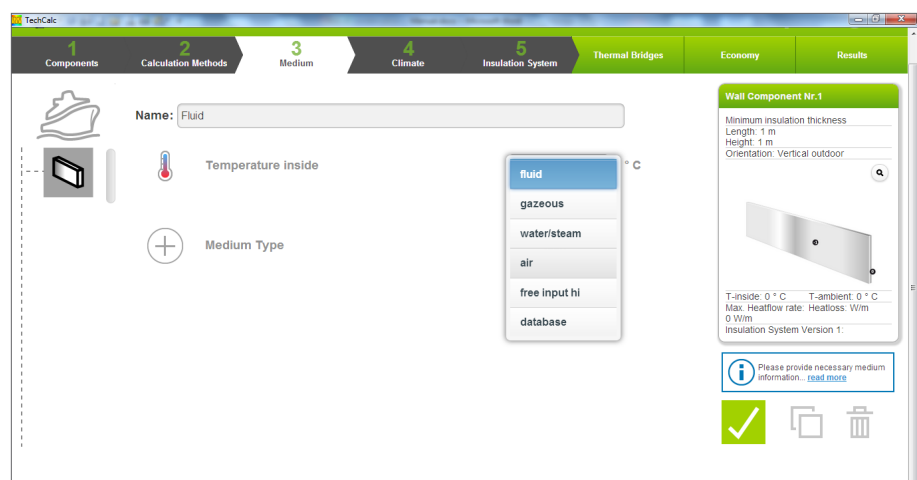 TechCalc
1
Components
2
Calculation Methods
3
Medium
4
Climate
5
Insulation System
Thermal Bridges
Economy
Results
Name: Fluid
Temperature inside
° C
Medium Type
fluid
gazeous
water/steam
air
free input hi
database
Wall Component Nr.1
Minimum insulation thickness
Length: 1 m
Height: 1 m
Orientation: Vertical outdoor
T-inside: 0 ° C T-ambient: 0 ° C
Max. Heatflow rate: Heatloss: W/m
0 W/m
Insulation System Version 1:
Please provide necessary medium
information... read more